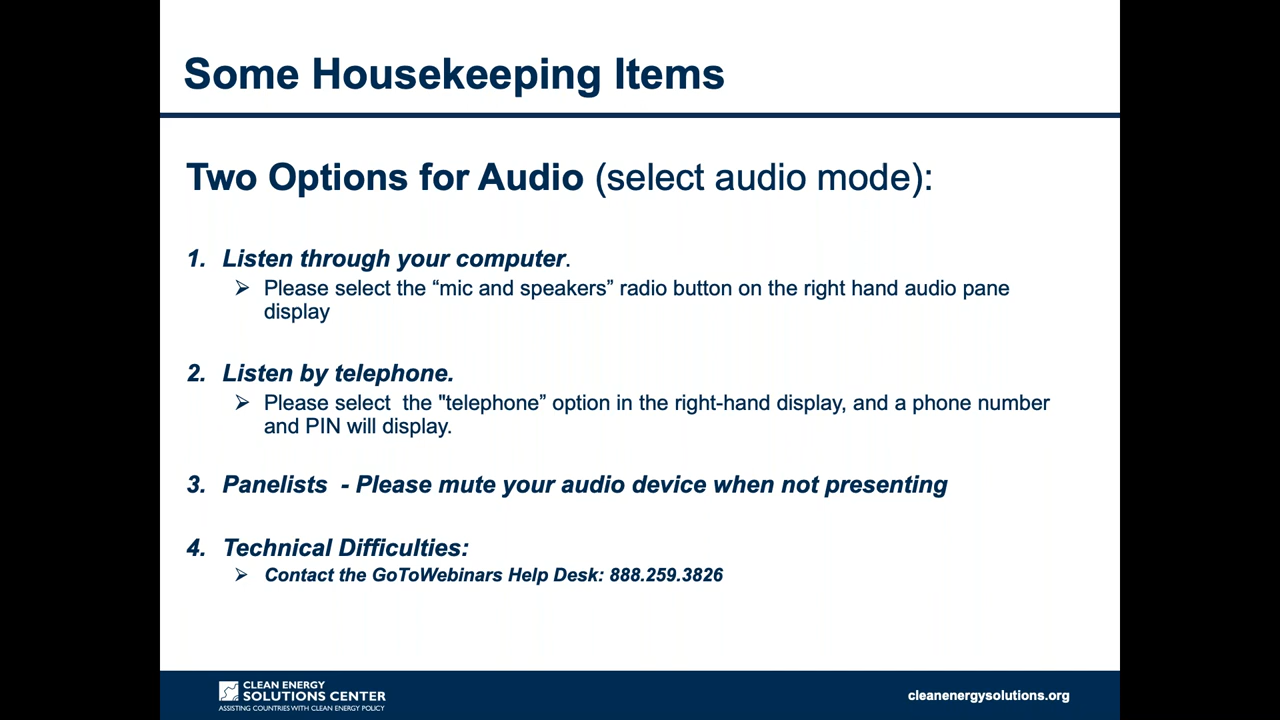 Some Housekeeping Items
Two Options for Audio (select audio mode):
1. Listen through your computer.
➢ Please select the “mic and speakers” radio button on the right hand audio pane
display
2. Listen by telephone.
➢ Please select  the "telephone” option in the right-hand display, and a phone number
and PIN will display.
3. Panelists  - Please mute your audio device when not presenting
4. Technical Difficulties:
➢ Contact the GoToWebinars Help Desk: 888.259.3826
CLEAN ENERGY
SOLUTIONS CENTER
ASSISTING COUNTRIES WITH CLEAN ENERGY POLICY
cleanenergysolutions.org